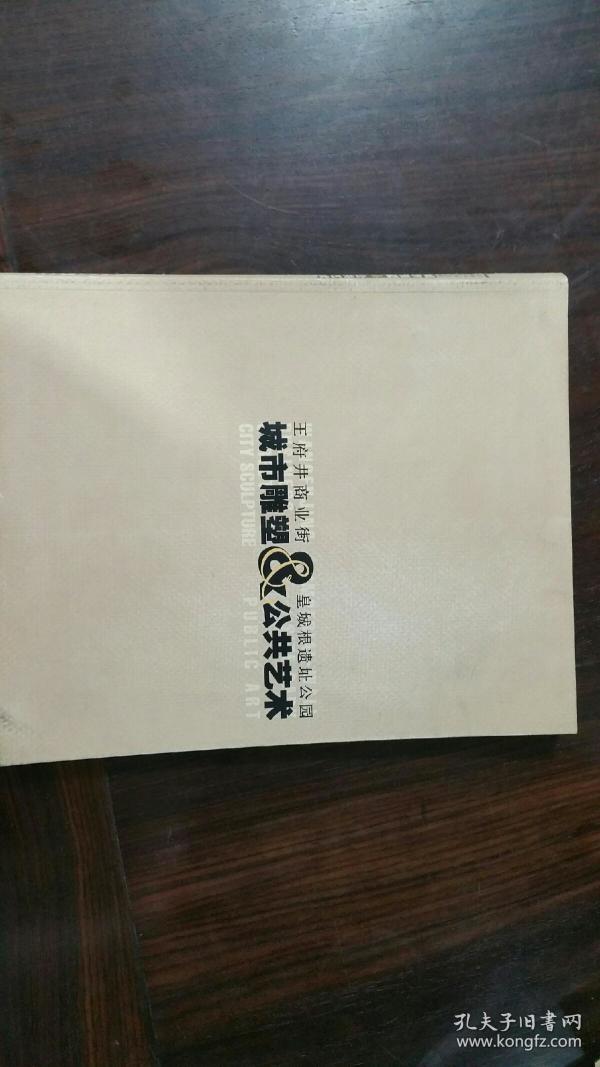 王府井商业街 & 皇城根遗址公园
城市雕塑 & 公共艺术
CITY SCULPTURE PUBLIC ART
孔夫子旧書网
www.kongfz.com